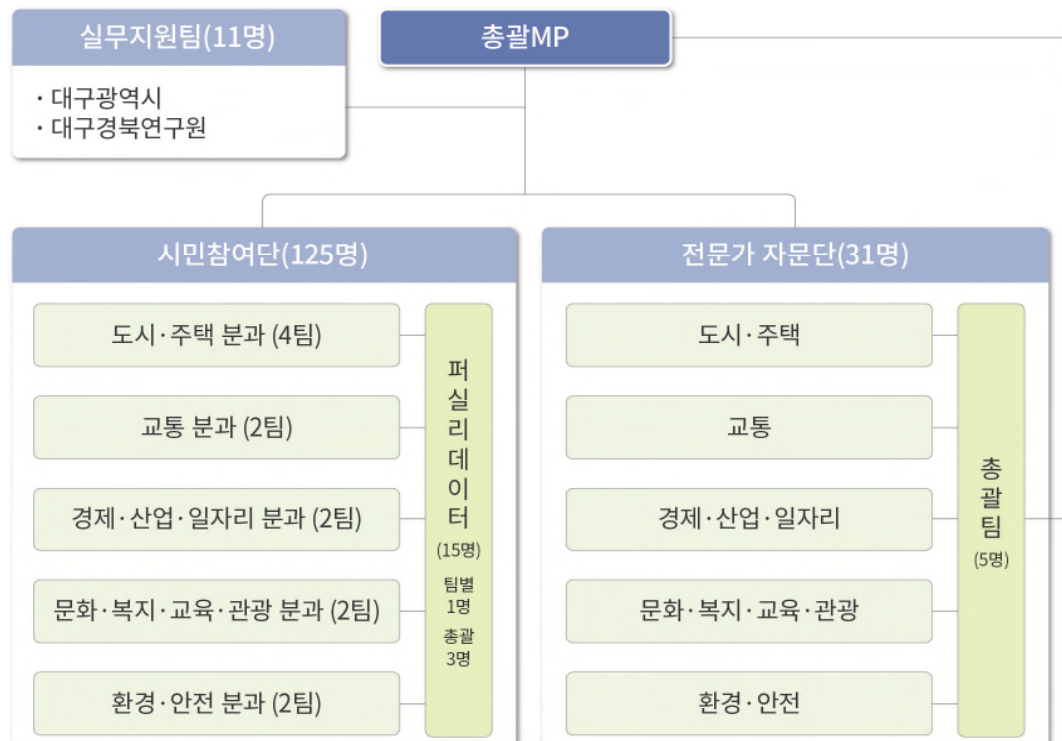 실무지원팀(11명)
· 대구광역시
· 대구경북연구원
총괄MP
시민참여단(125명)
도시·주택 분과 (4팀)
교통 분과 (2팀)
경제·산업·일자리 분과 (2팀)
문화·복지·교육·관광 분과 (2팀)
환경·안전 분과 (2팀)
퍼실리데이터
(15명)
팀별
1명
총괄
3명
전문가 자문단(31명)
도시·주택
교통
경제·산업·일자리
문화·복지·교육·관광
환경·안전
총괄팀
(5명)